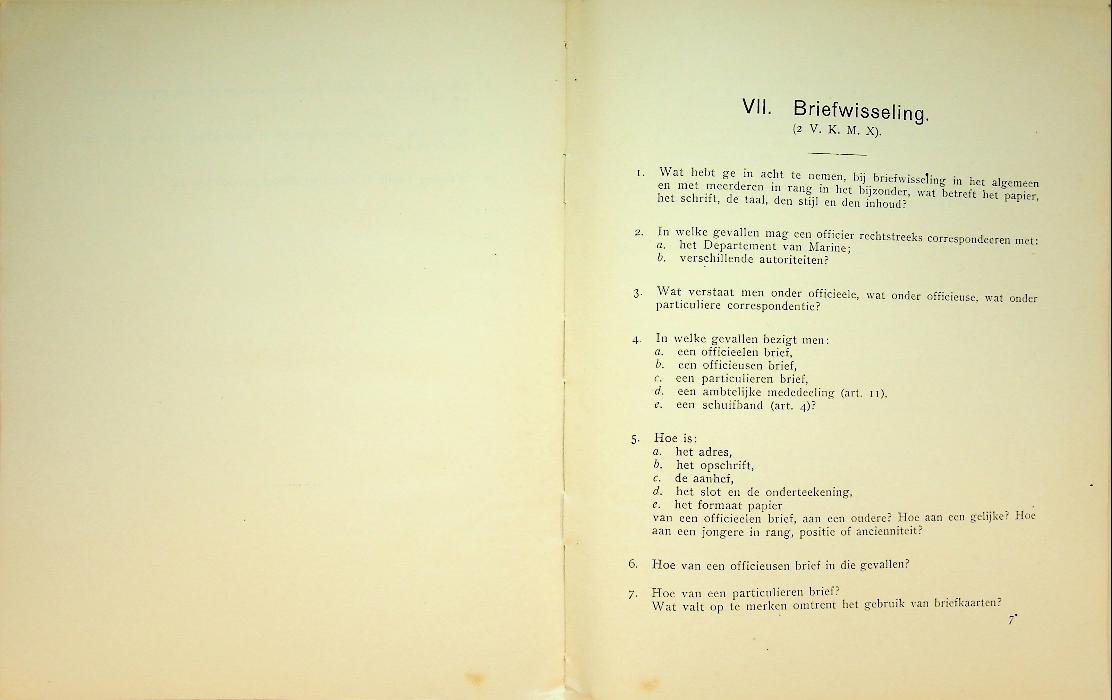 VII. Briefwisseling.
(2 V. K. M. X).
1. Wat hebt ge in acht te nemen, bij briefwisseling in het algemeen
en met meerderen in rang in het bijzonder, wat betreft het papier,
het schrift, de taal, den stijl en den inhoud?
2. In welke gevallen mag een officier rechtstreeks correspondeeren met:
a. het Departement van Marine;
b. verschillende autoriteiten?
3. Wat verstaat men onder officieele, wat onder officieuse, wat onder
particuliere correspondentie?
4. In welke gevallen bezigt men:
a. een officieelen brief,
b. een officieusen brief,
c. een particulieren brief,
d. een ambtelijke mededeeling (art. 11).
e. een schuifband (art. 4)?
5. Hoe is:
a. het adres,
b. het opschrift,
c. de aanhef,
d. het slot en de onderteekening,
e. het formaat papier
van een officieelen brief, aan een oudere? Hoe aan een gelijke? Hoe
aan een jongere in rang, positie of ancienniteit?
6. Hoe van een officieusen brief in die gevallen?
7. Hoe van een particulieren brief?
Wat valt op te merken omtrent het gebruik van briefkaarten?
7*